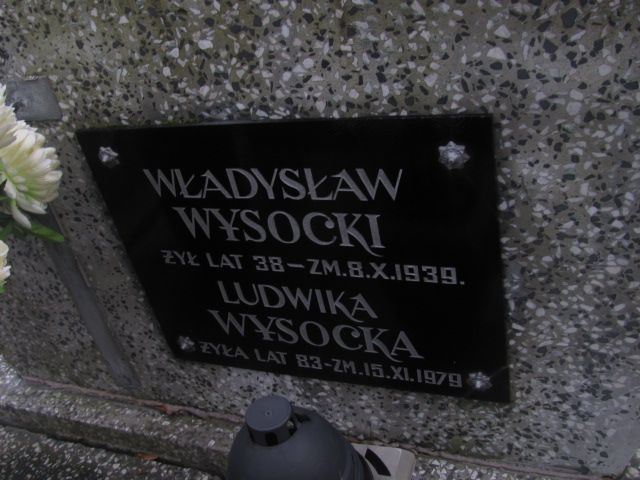 WŁADYSŁAW
WYSOCKI
ŻYŁ LAT 38 – ZM. 8.X.1939.
LUDWIKA
WYSOCKA
ŻYŁA LAT 83 – ZM. 15.XI.1979